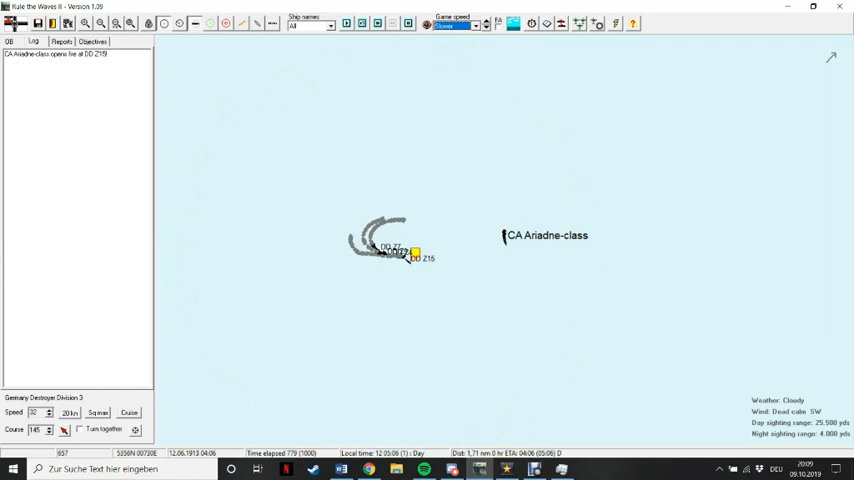 Rule the Waves II - Version 1.09
Ship names:
All
Game speed
Slower
FA
OB
Log
Reports
Objectives
CA Ariadne-class opens fire at DD Z15!
DD Z7
DD Z15
CA Ariadne-class
Weather: Cloudy
Wind: Dead calm SW
Day sighting range: 25.500 yds
Night sighting range: 4.000 yds
Germany Destroyer Division 3
Speed
32
20 kn
Sq max
Cruise
Course
145
Turn together
657
5356N 00730E
12.06.1913 04:06
Time elapsed 779 (1000)
Local time: 12 05:06 (1) : Day
Dist: 1,71 nm 0 hr ETA: 04:06 (05:06) D
Zur Suche Text hier eingeben
DEU
20:09
09.10.2019